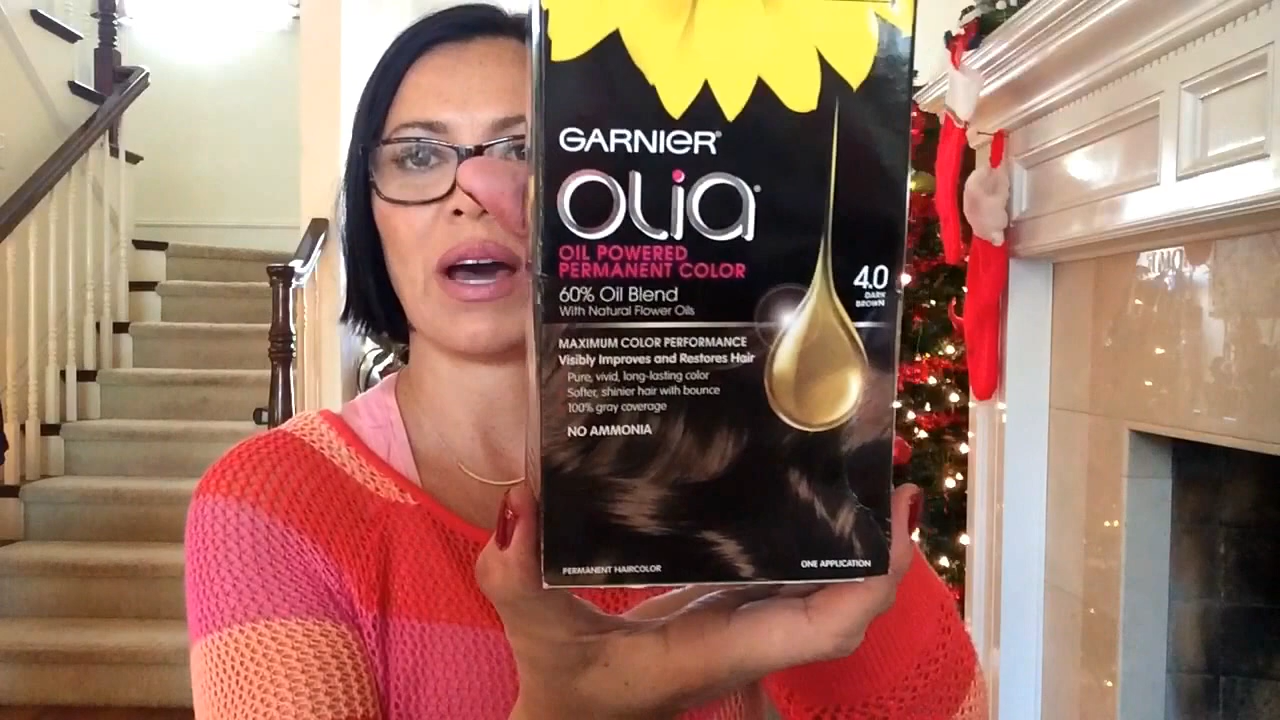 GARNIER®
OLIA®
OIL POWERED
PERMANENT COLOR
60% Oil Blend
With Natural Flower Oils
4.0
DARK
BROWN
MAXIMUM COLOR PERFORMANCE
Visibly Improves and Restores Hair
Pure, vivid, long-lasting color
Softer, shinier hair with bounce
100% gray coverage
NO AMMONIA
PERMANENT HAIRCOLOR
ONE APPLICATION